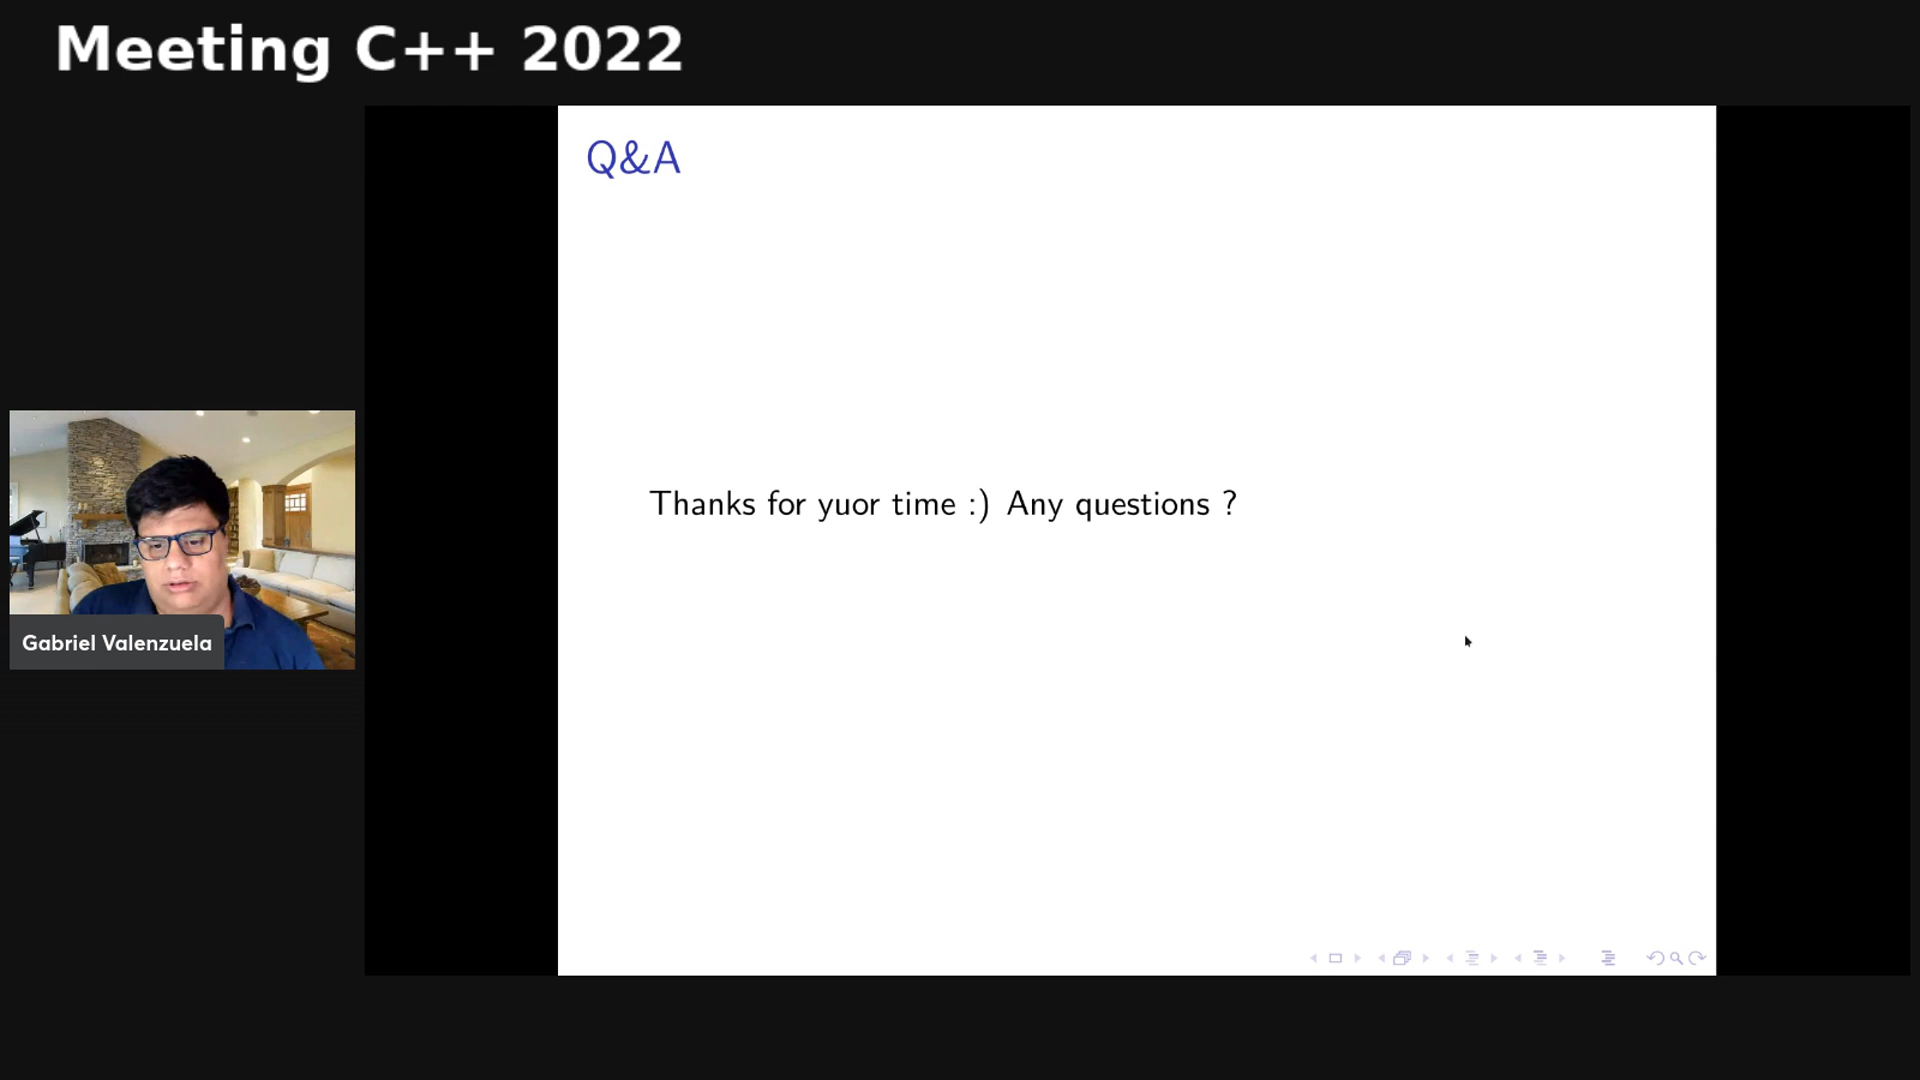 Meeting C++ 2022
Q&A
Thanks for yuor time :) Any questions ?
Gabriel Valenzuela